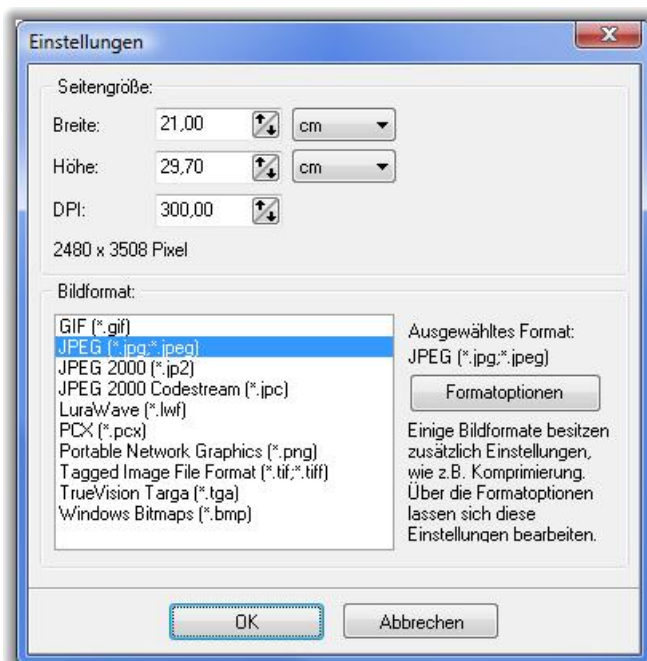 Einstellungen
Seitengröße:
Breite: 21,00 cm
Höhe: 29,70 cm
DPI: 300,00
2480 x 3508 Pixel
Bildformat:
GIF (*.gif)
JPEG (*.jpg;*.jpeg)
JPEG 2000 (*.jp2)
JPEG 2000 Codestream (*.jpc)
LuraWave (*.lwf)
PCX (*.pcx)
Portable Network Graphics (*.png)
Tagged Image File Format (*.tif;*.tiff)
TrueVision Targa (*.tga)
Windows Bitmaps (*.bmp)
Ausgewähltes Format:
JPEG (*.jpg;*.jpeg)
Formatoptionen
Einige Bildformate besitzen
zusätzlich Einstellungen,
wie z.B. Komprimierung.
Über die Formatoptionen
lassen sich diese
Einstellungen bearbeiten.
OK
Abbrechen